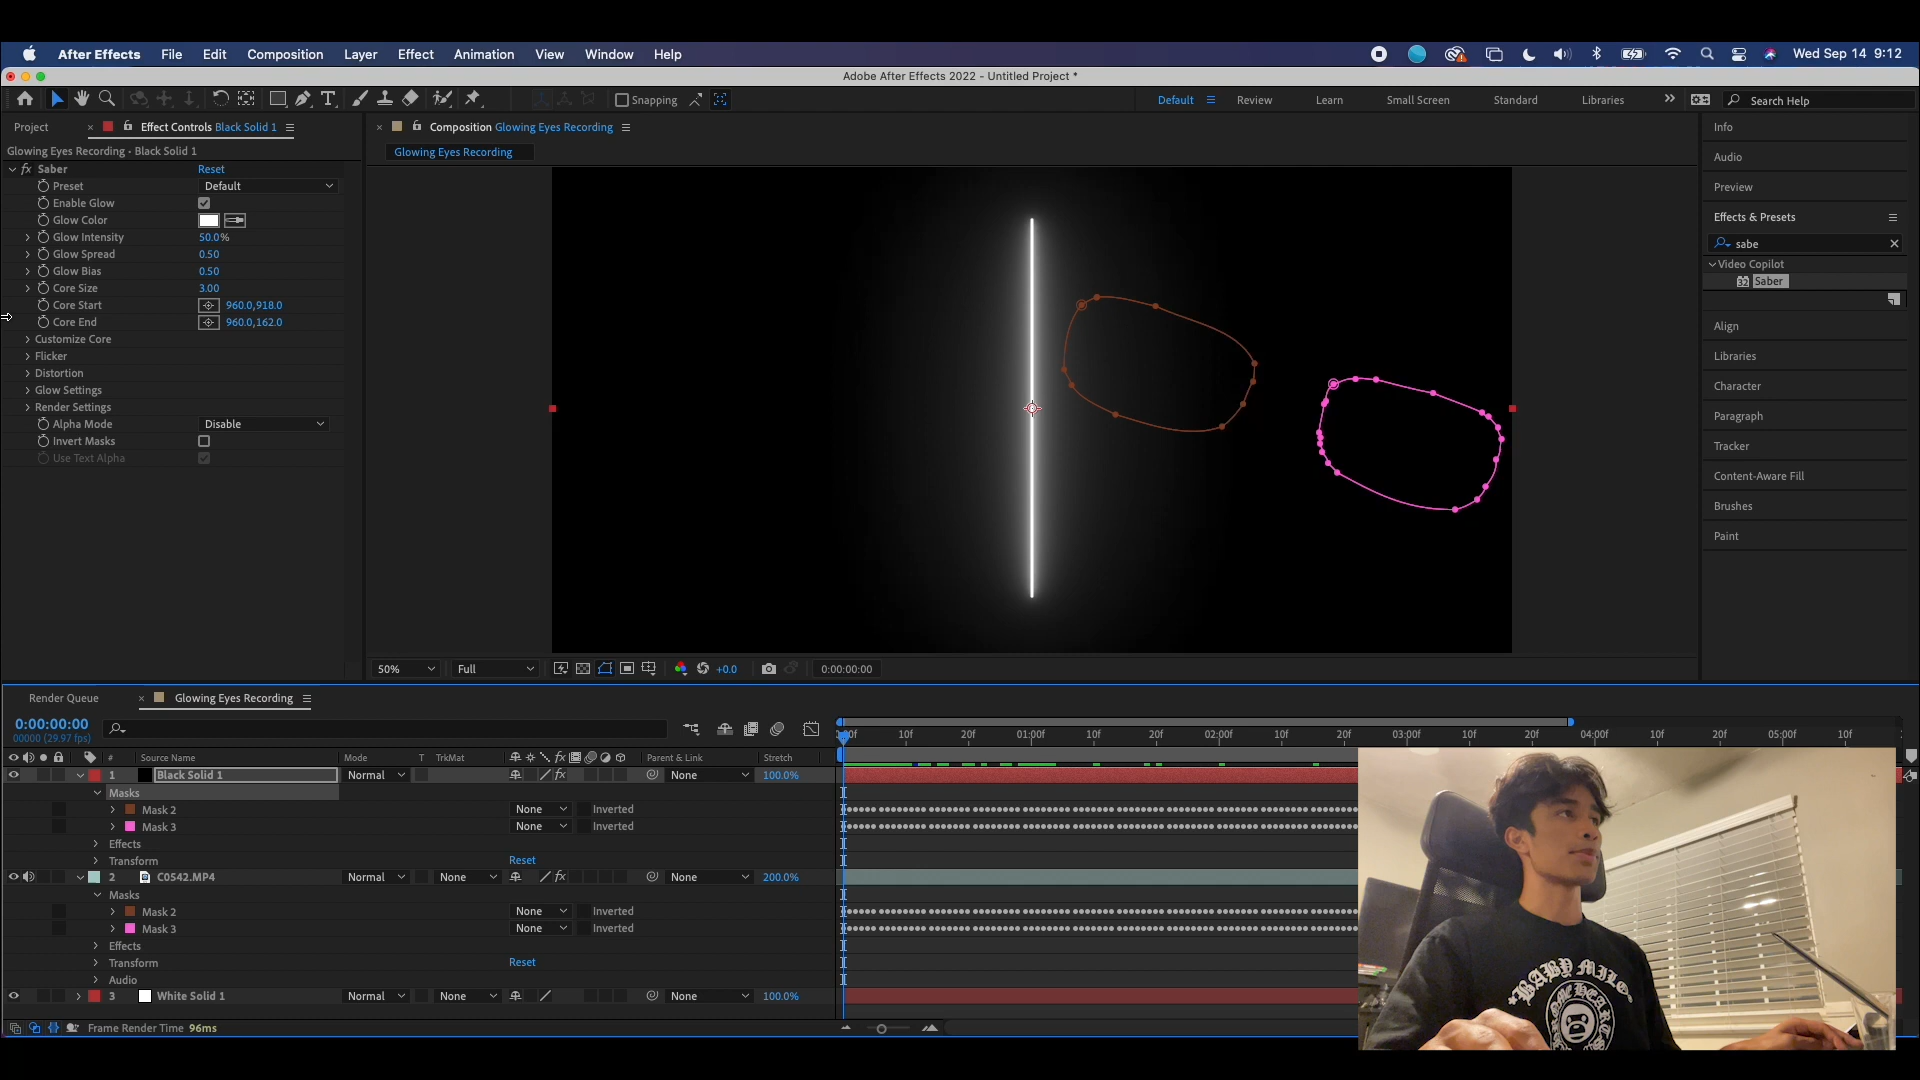 After Effects File Edit Composition Layer Effect Animation View Window Help Wed Sep 14 9:12
Adobe After Effects 2022 - Untitled Project *
Snapping Default Review Learn Small Screen Standard Libraries Search Help
Project Effect Controls Black Solid 1 Composition Glowing Eyes Recording Info
Glowing Eyes Recording • Black Solid 1 Glowing Eyes Recording
Audio
fx Saber Reset
Preset Default Preview
Enable Glow
Glow Color Effects & Presets
Glow Intensity 50.0% sabe
Glow Spread 0.50
Glow Bias 0.50 Video Copilot
Core Size 3.00 32 Saber
Core Start 960.0,918.0
Core End 960.0,162.0 Align
Customize Core
Flicker Libraries
Distortion
Glow Settings Character
Render Settings Paragraph
Alpha Mode Disable
Invert Masks Tracker
Use Text Alpha
Content-Aware Fill
Brushes
Paint
50% Full +0.0 0:00:00:00
Render Queue Glowing Eyes Recording
0:00:00:00
00000 (29.97 fps)
10f 20f 01:00f 10f 20f 02:00f 10f 20f 03:00f 10f 20f 04:00f 10f 20f 05:00f 10f
# Source Name Mode T TrkMat fx Parent & Link Stretch
1 Black Solid 1 Normal fx None 100.0%
Masks
Mask 2 None Inverted
Mask 3 None Inverted
Effects
Transform Reset
2 C0542.MP4 Normal None fx None 200.0%
Masks
Mask 2 None Inverted
Mask 3 None Inverted
Effects
Transform Reset
Audio
3 White Solid 1 Normal None None 100.0%
Frame Render Time 96ms
BABY MILO